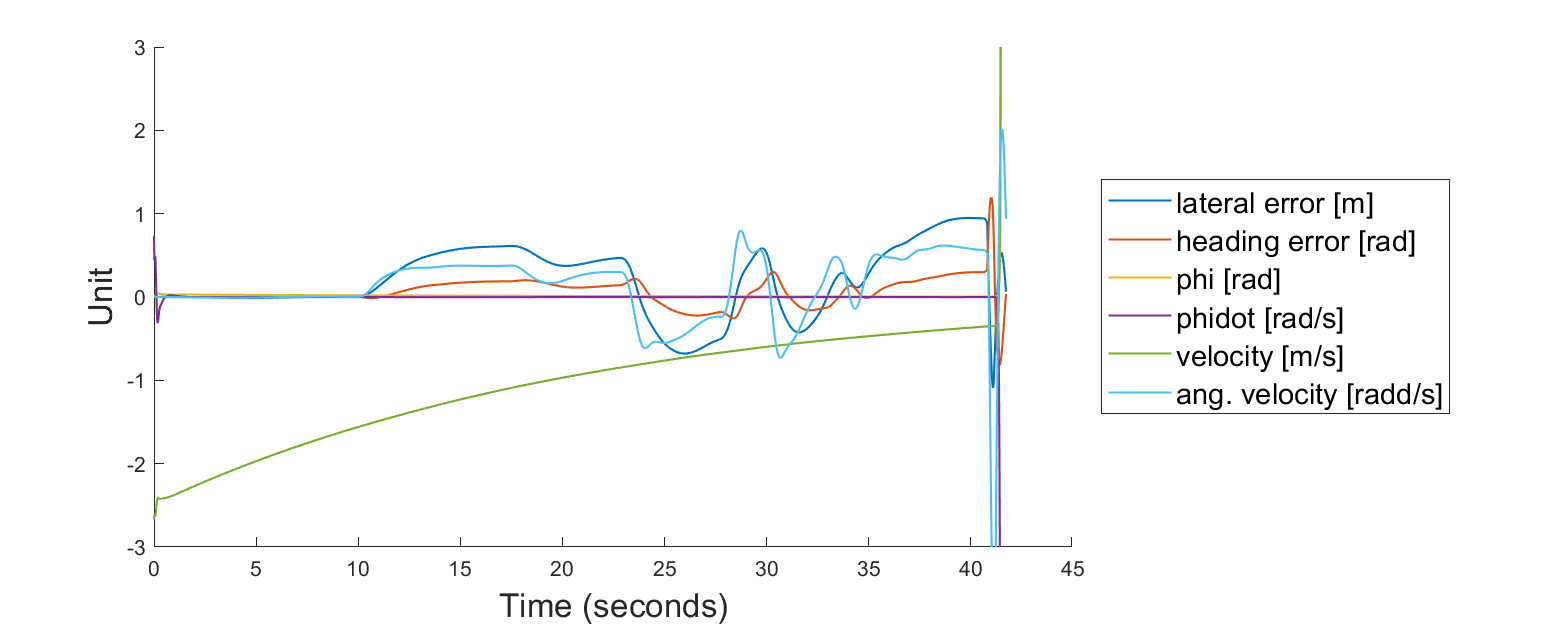 3
2
1
0
-1
-2
-3
Unit
0 5 10 15 20 25 30 35 40 45
Time (seconds)
lateral error [m]
heading error [rad]
phi [rad]
phidot [rad/s]
velocity [m/s]
ang. velocity [radd/s]